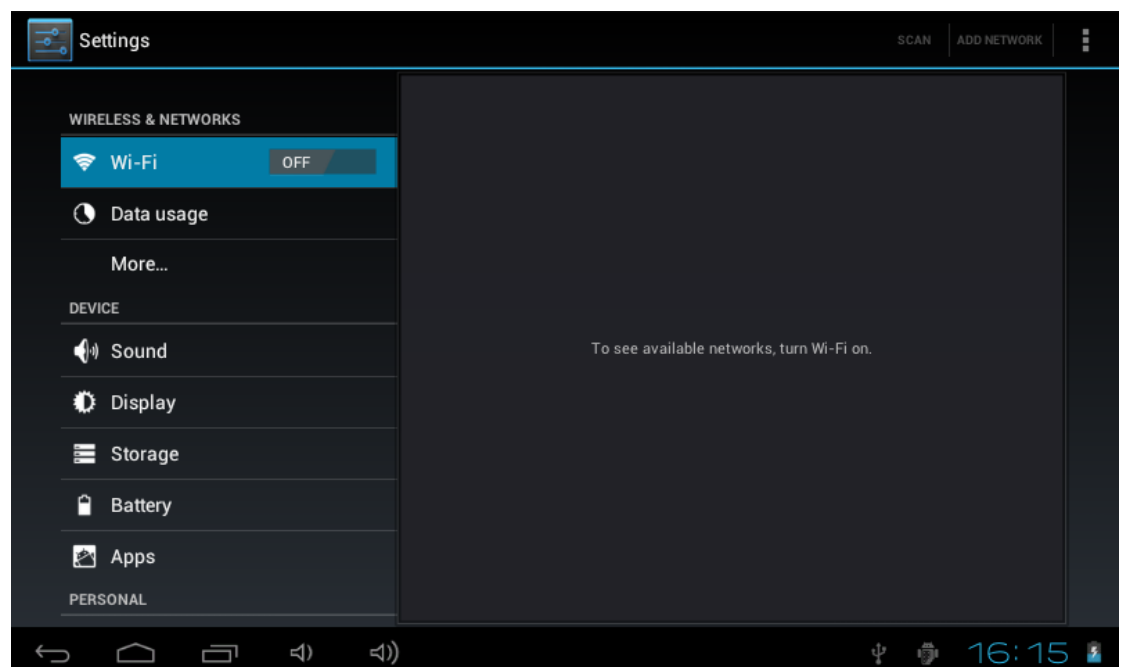 Settings
SCAN
ADD NETWORK
WIRELESS & NETWORKS
Wi-Fi
OFF
Data usage
More...
DEVICE
Sound
Display
Storage
Battery
Apps
PERSONAL
To see available networks, turn Wi-Fi on.
16:15